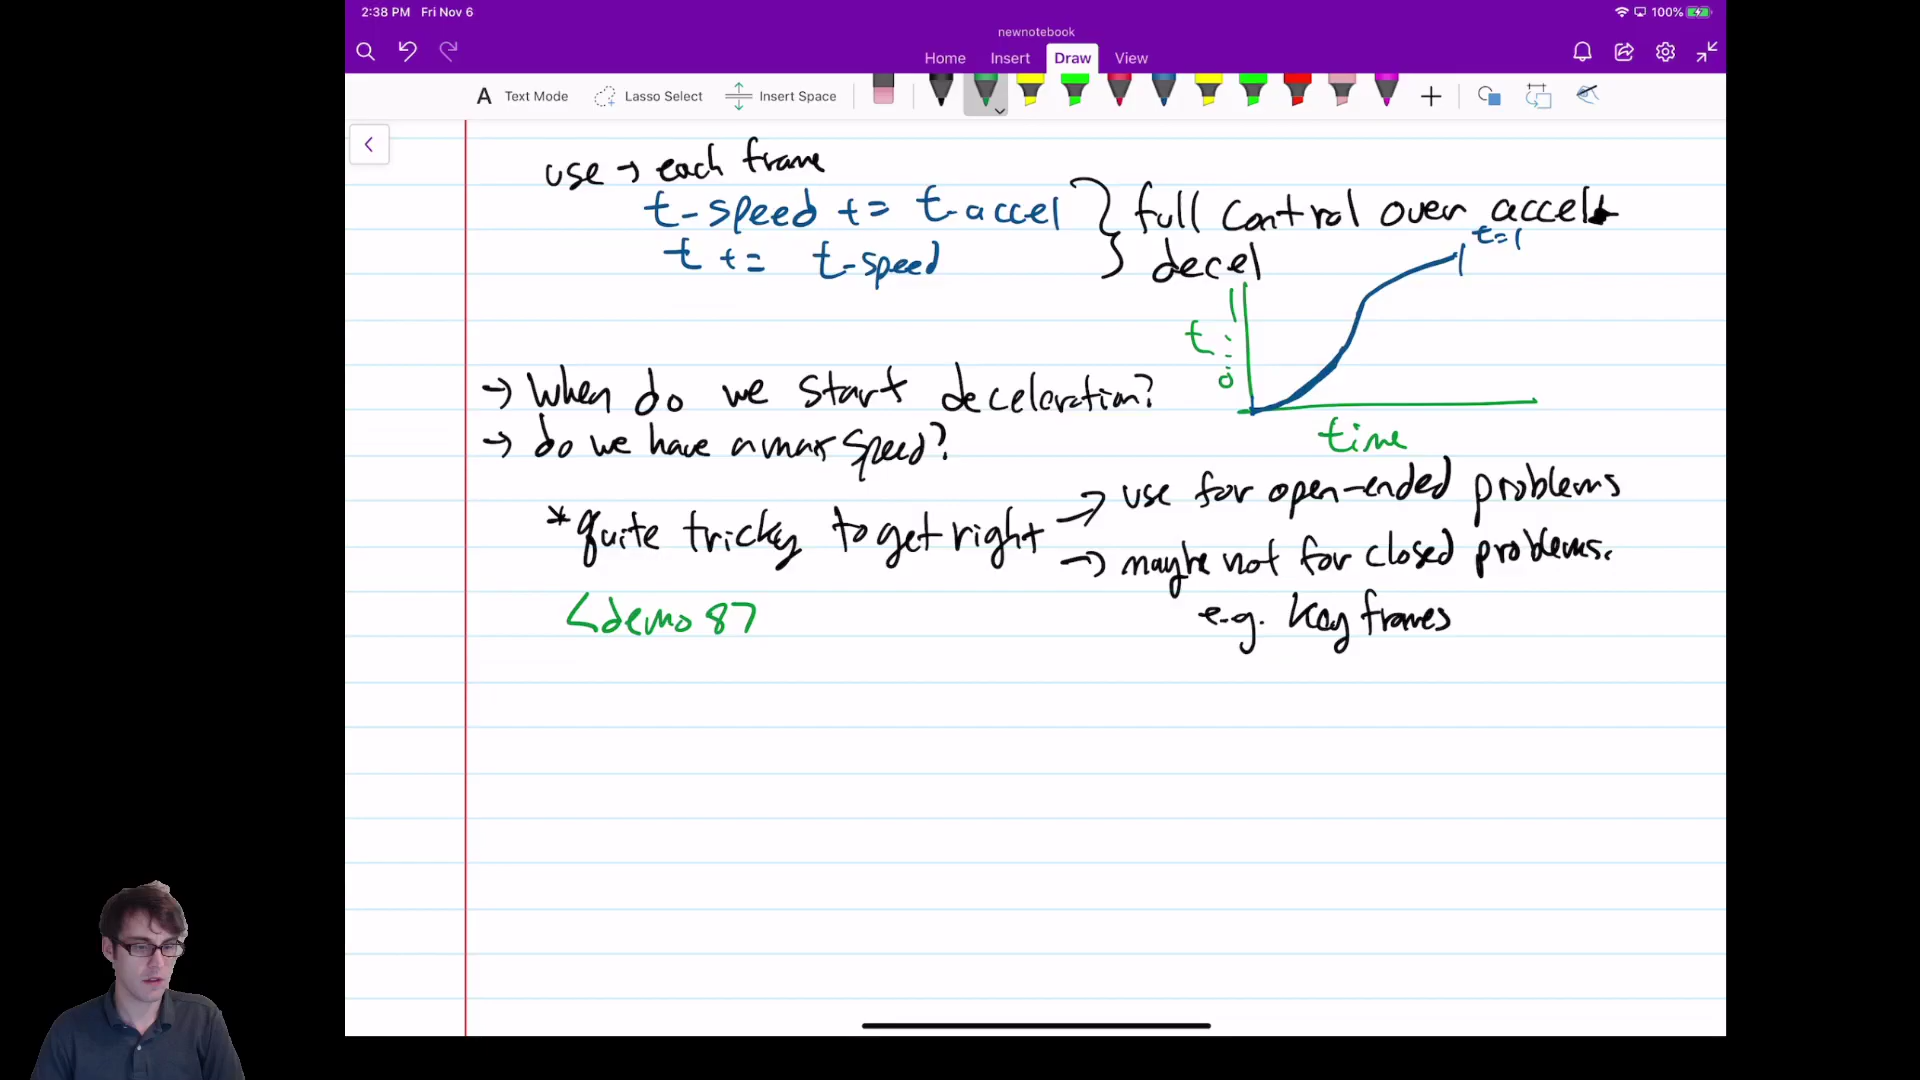 2:38 PM Fri Nov 6
100%
newnotebook
Home Insert Draw View
A Text Mode Lasso Select Insert Space
use → each frame
t-speed += t-accel } full control over accel+
t += t-speed decel
t=1
t
1
0
time
→ When do we start deceleration?
→ do we have a max speed?
*quite tricky to get right → use for open-ended problems
→ maybe not for closed problems.
e.g. Key frames
<demo 87